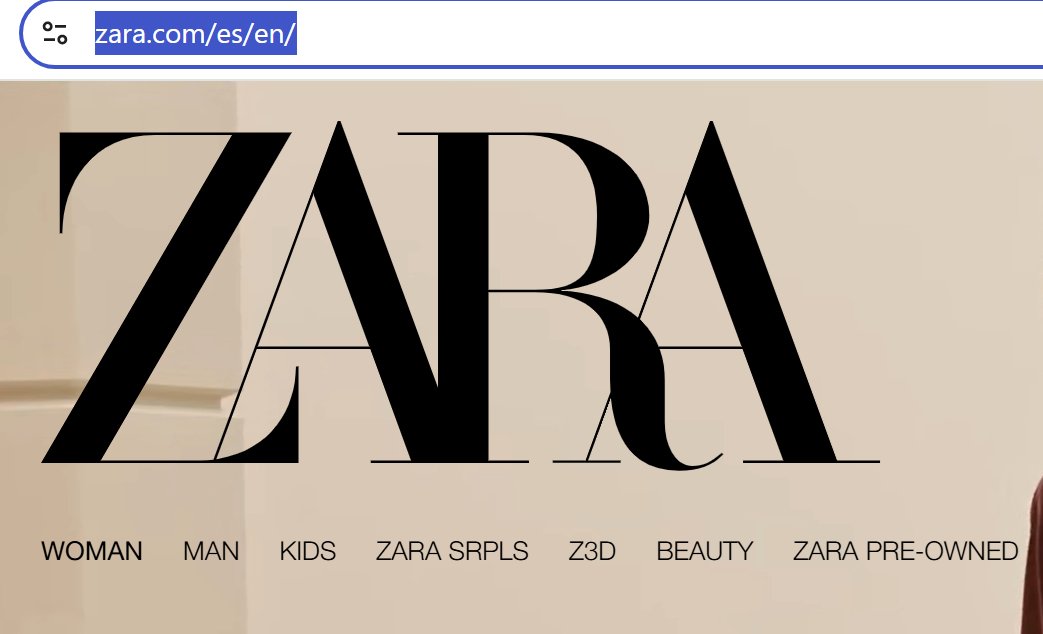 zara.com/es/en/
ZARA
WOMAN MAN KIDS ZARA SRPLS Z3D BEAUTY ZARA PRE-OWNED